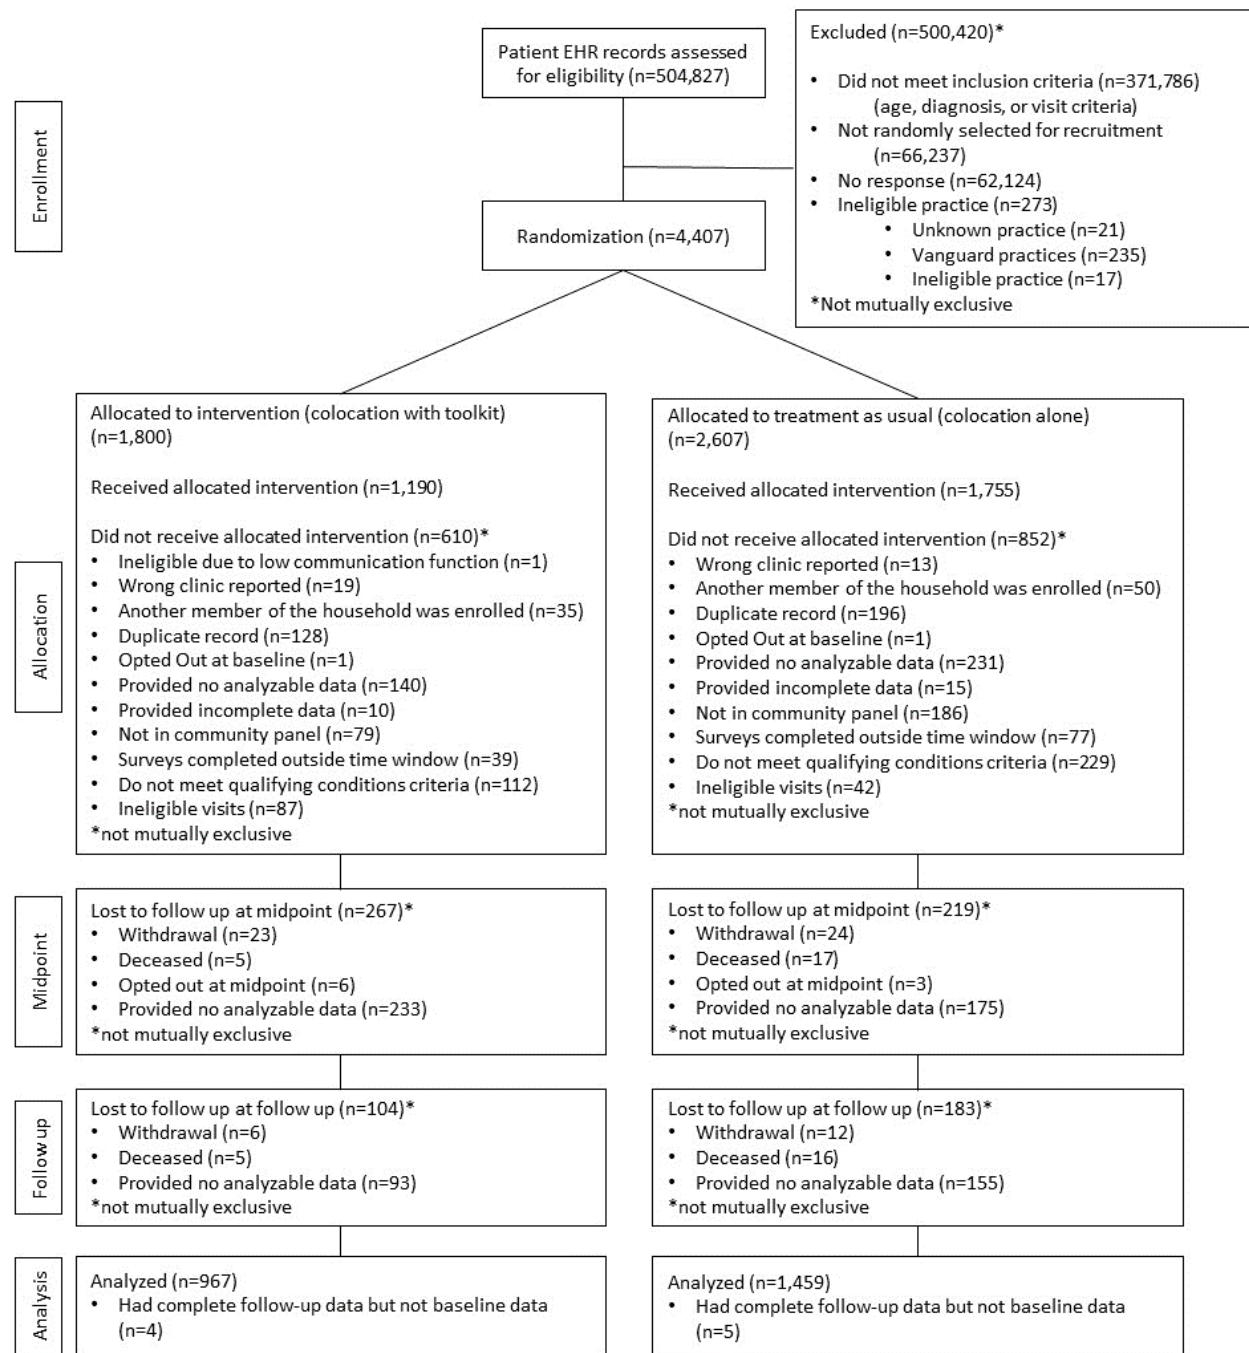 Patient EHR records assessed
for eligibility (n=504,827)
Excluded (n=500,420)*
• Did not meet inclusion criteria (n=371,786)
(age, diagnosis, or visit criteria)
• Not randomly selected for recruitment
(n=66,237)
• No response (n=62,124)
• Ineligible practice (n=273)
• Unknown practice (n=21)
• Vanguard practices (n=235)
• Ineligible practice (n=17)
*Not mutually exclusive
Enrollment
Randomization (n=4,407)
Allocation
Allocated to intervention (colocation with toolkit)
(n=1,800)
Received allocated intervention (n=1,190)
Did not receive allocated intervention (n=610)*
• Ineligible due to low communication function (n=1)
• Wrong clinic reported (n=19)
• Another member of the household was enrolled (n=35)
• Duplicate record (n=128)
• Opted Out at baseline (n=1)
• Provided no analyzable data (n=140)
• Provided incomplete data (n=10)
• Not in community panel (n=79)
• Surveys completed outside time window (n=39)
• Do not meet qualifying conditions criteria (n=112)
• Ineligible visits (n=87)
*not mutually exclusive
Allocated to treatment as usual (colocation alone)
(n=2,607)
Received allocated intervention (n=1,755)
Did not receive allocated intervention (n=852)*
• Wrong clinic reported (n=13)
• Another member of the household was enrolled (n=50)
• Duplicate record (n=196)
• Opted Out at baseline (n=1)
• Provided no analyzable data (n=231)
• Provided incomplete data (n=15)
• Not in community panel (n=186)
• Surveys completed outside time window (n=77)
• Do not meet qualifying conditions criteria (n=229)
• Ineligible visits (n=42)
*not mutually exclusive
Midpoint
Lost to follow up at midpoint (n=267)*
• Withdrawal (n=23)
• Deceased (n=5)
• Opted out at midpoint (n=6)
• Provided no analyzable data (n=233)
*not mutually exclusive
Lost to follow up at midpoint (n=219)*
• Withdrawal (n=24)
• Deceased (n=17)
• Opted out at midpoint (n=3)
• Provided no analyzable data (n=175)
*not mutually exclusive
Follow up
Lost to follow up at follow up (n=104)*
• Withdrawal (n=6)
• Deceased (n=5)
• Provided no analyzable data (n=93)
*not mutually exclusive
Lost to follow up at follow up (n=183)*
• Withdrawal (n=12)
• Deceased (n=16)
• Provided no analyzable data (n=155)
*not mutually exclusive
Analysis
Analyzed (n=967)
• Had complete follow-up data but not baseline data
(n=4)
Analyzed (n=1,459)
• Had complete follow-up data but not baseline data
(n=5)